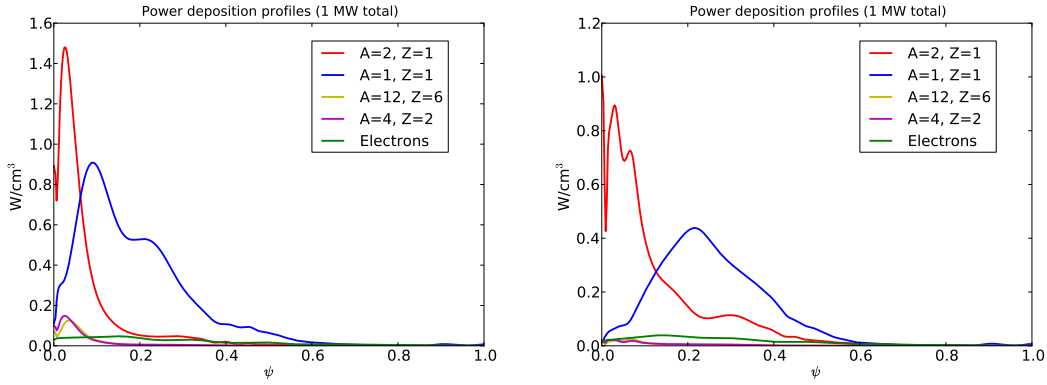 Power deposition profiles (1 MW total)
1.6
1.4
1.2
1.0
0.8
0.6
0.4
0.2
0.0
W/cm³
0.0 0.2 0.4 0.6 0.8 1.0
ψ
A=2, Z=1
A=1, Z=1
A=12, Z=6
A=4, Z=2
Electrons
Power deposition profiles (1 MW total)
1.2
1.0
0.8
0.6
0.4
0.2
0.0
W/cm³
0.0 0.2 0.4 0.6 0.8 1.0
ψ
A=2, Z=1
A=1, Z=1
A=12, Z=6
A=4, Z=2
Electrons